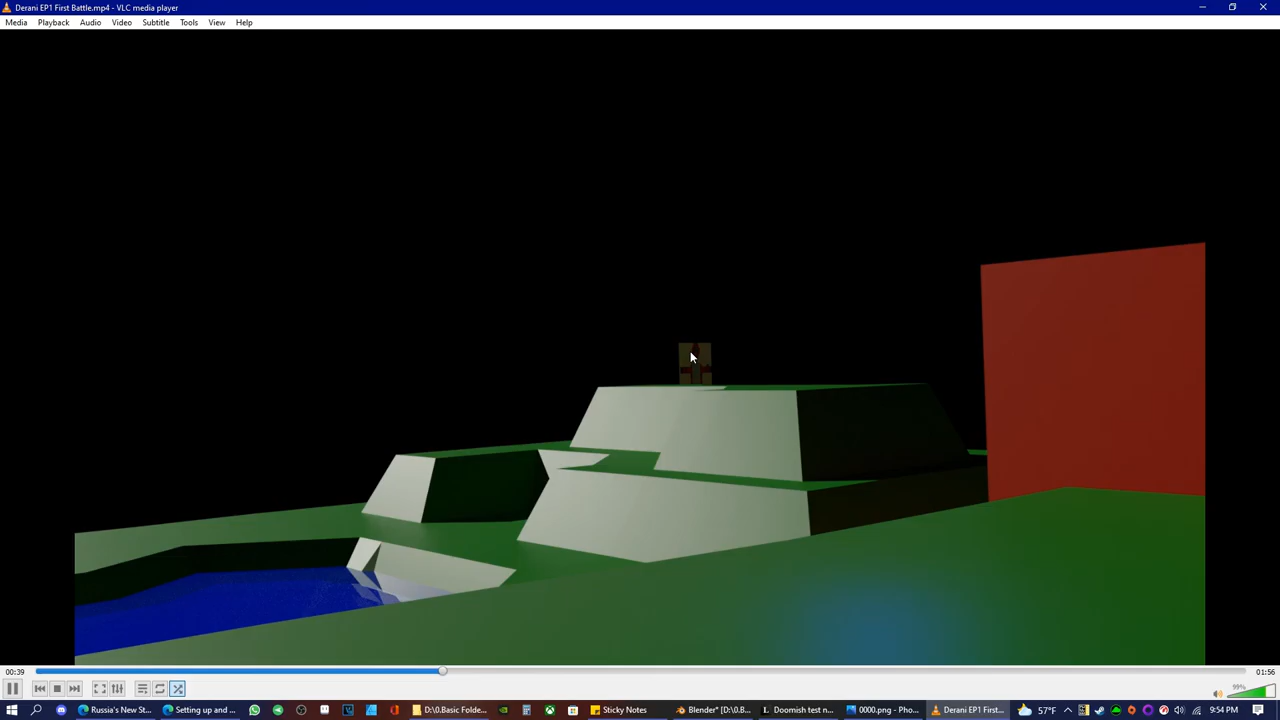 Derani EP1 First Battle.mp4 - VLC media player
Media Playback Audio Video Subtitle Tools View Help
00:39
01:56
99%
Russia's New St...
Setting up and ...
D:\0.Basic Folde...
Sticky Notes
Blender* [D:\0.B...
Doomish test n...
0000.png - Pho...
Derani EP1 First...
57°F
9:54 PM